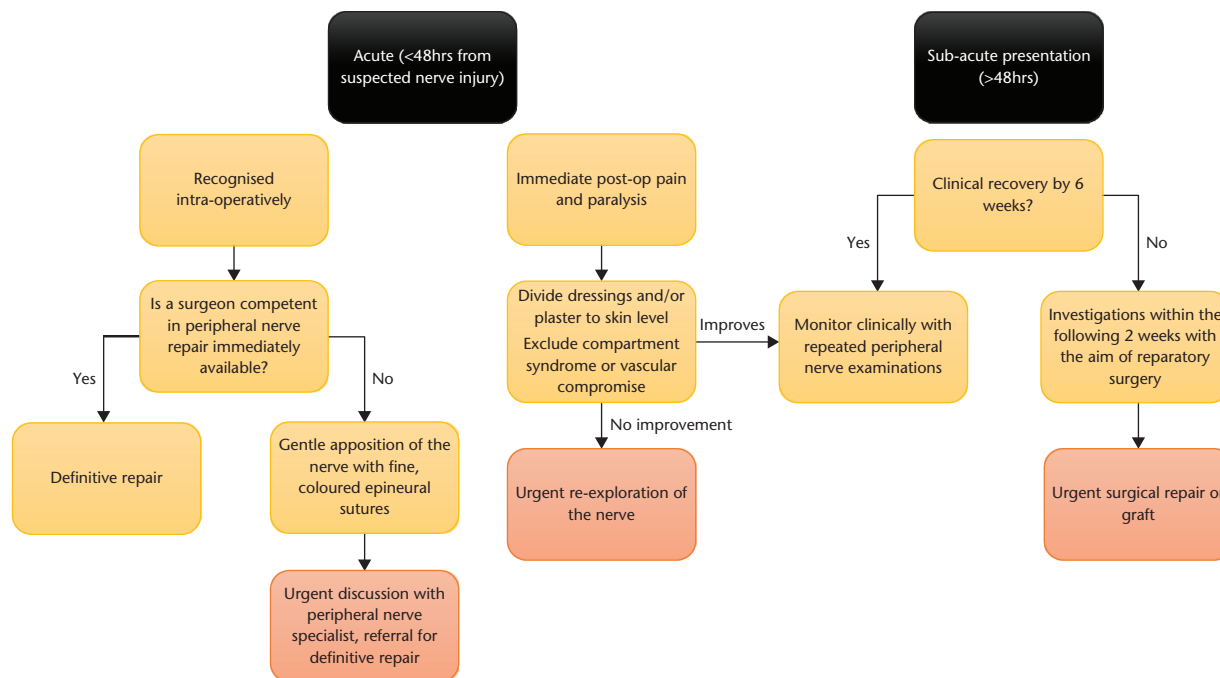 Acute (<48hrs from
suspected nerve injury)
Sub-acute presentation
(>48hrs)
Recognised
intra-operatively
Immediate post-op pain
and paralysis
Clinical recovery by 6
weeks?
Yes
No
Is a surgeon competent
in peripheral nerve
repair immediately
available?
Divide dressings and/or
plaster to skin level
Exclude compartment
syndrome or vascular
compromise
Improves
Monitor clinically with
repeated peripheral
nerve examinations
Investigations within the
following 2 weeks with
the aim of reparatory
surgery
Yes
No
No improvement
Definitive repair
Gentle apposition of the
nerve with fine,
coloured epineural
sutures
Urgent re-exploration of
the nerve
Urgent surgical repair or
graft
Urgent discussion with
peripheral nerve
specialist, referral for
definitive repair